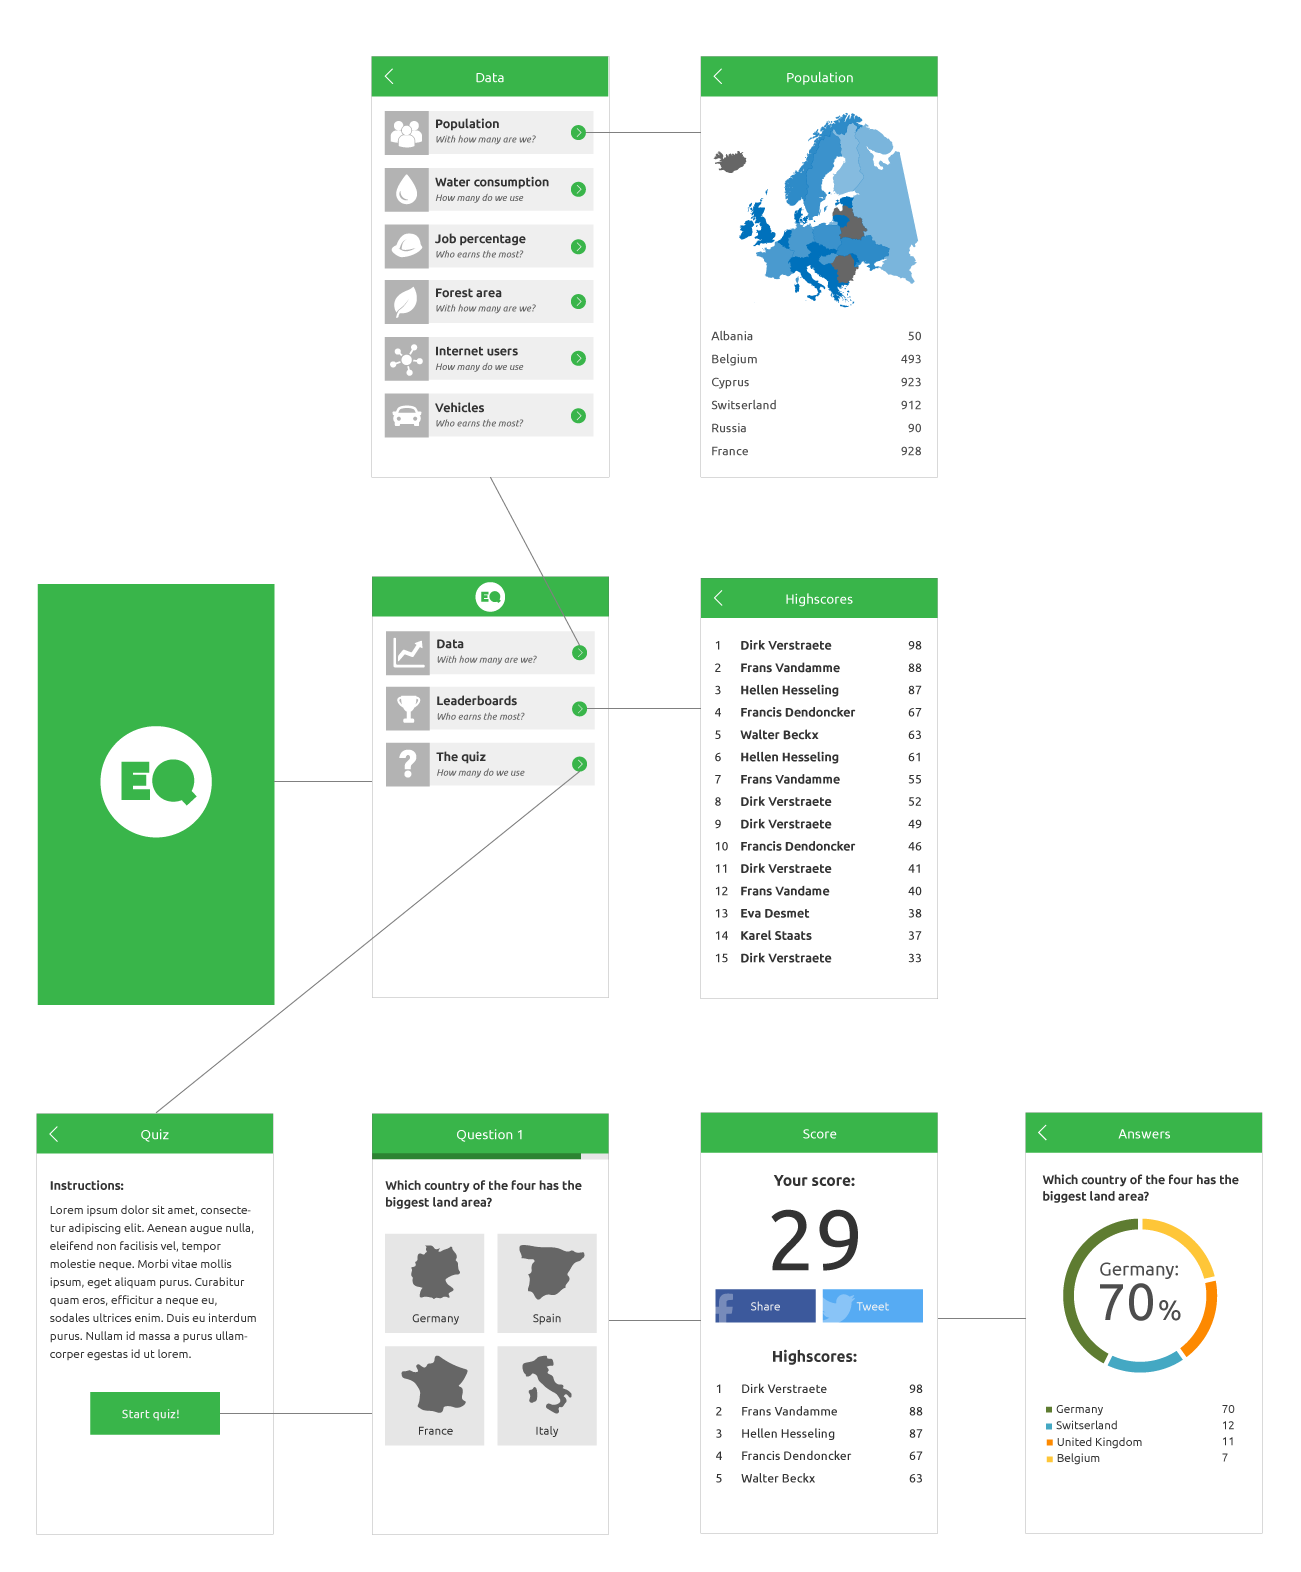 Data
Population
With how many are we?
Water consumption
How many do we use
Job percentage
Who earns the most?
Forest area
With how many are we?
Internet users
How many do we use
Vehicles
Who earns the most?
Population
Albania 50
Belgium 493
Cyprus 923
Switserland 912
Russia 90
France 928
EQ
EQ
Data
With how many are we?
Leaderboards
Who earns the most?
The quiz
How many do we use
Highscores
1 Dirk Verstraete 98
2 Frans Vandamme 88
3 Hellen Hesseling 87
4 Francis Dendoncker 67
5 Walter Beckx 63
6 Hellen Hesseling 61
7 Frans Vandamme 55
8 Dirk Verstraete 52
9 Dirk Verstraete 49
10 Francis Dendoncker 46
11 Dirk Verstraete 41
12 Frans Vandame 40
13 Eva Desmet 38
14 Karel Staats 37
15 Dirk Verstraete 33
Quiz
Instructions:
Lorem ipsum dolor sit amet, consecte-
tur adipiscing elit. Aenean augue nulla,
eleifend non facilisis vel, tempor
molestie neque. Morbi vitae mollis
ipsum, eget aliquam purus. Curabitur
quam eros, efficitur a neque eu,
sodales ultrices enim. Duis eu interdum
purus. Nullam id massa a purus ullam-
corper egestas id ut lorem.
Start quiz!
Question 1
Which country of the four has the
biggest land area?
Germany
Spain
France
Italy
Score
Your score:
29
Share
Tweet
Highscores:
1 Dirk Verstraete 98
2 Frans Vandamme 88
3 Hellen Hesseling 87
4 Francis Dendoncker 67
5 Walter Beckx 63
Answers
Which country of the four has the
biggest land area?
Germany:
70%
Germany 70
Switserland 12
United Kingdom 11
Belgium 7